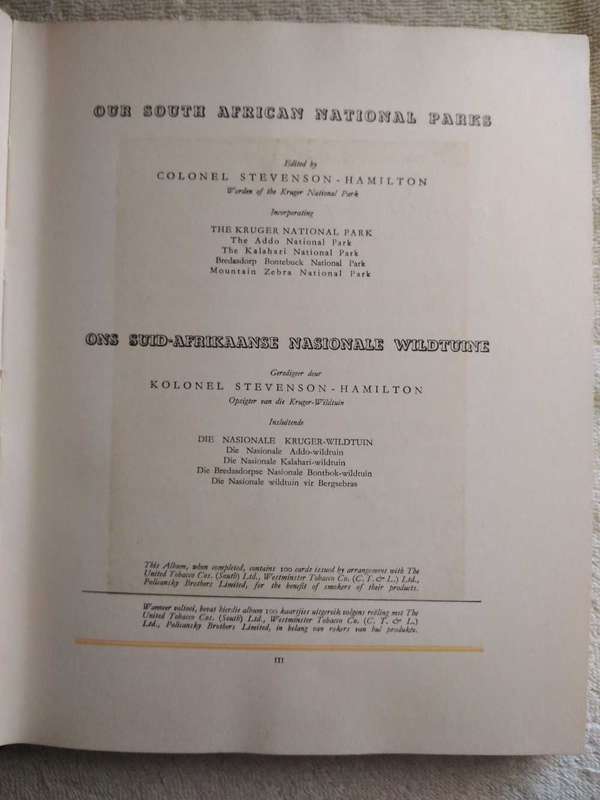 OUR SOUTH AFRICAN NATIONAL PARKS
Edited by
COLONEL STEVENSON-HAMILTON
Warden of the Kruger National Park
Incorporating
THE KRUGER NATIONAL PARK
The Addo National Park
The Kalahari National Park
Bredasdorp Bontebuck National Park
Mountain Zebra National Park
ONS SUID-AFRIKAANSE NASIONALE WILDTUINE
Geredigeer deur
KOLONEL STEVENSON-HAMILTON
Opsigter van die Kruger-Wildtuin
Insluitende
DIE NASIONALE KRUGER-WILDTUIN
Die Nasionale Addo-wildtuin
Die Nasionale Kalahari-wildtuin
Die Bredasdorpse Nasionale Bontbok-wildtuin
Die Nasionale wildtuin vir Bergsebras
This Album, when completed, contains 100 cards issued by arrangement with The
United Tobacco Cos. (South) Ltd., Westminster Tobacco Co. (C. T. & L.) Ltd.,
Policansky Brothers Limited, for the benefit of smokers of their products.
Wanneer voltooi, bevat hierdie album 100 kaartjies uitgereik volgens reëling met The
United Tobacco Cos. (South) Ltd., Westminster Tobacco Co. (C. T. & L.)
Ltd., Policansky Brothers Limited, in belang van rokers van hul produkte.
III